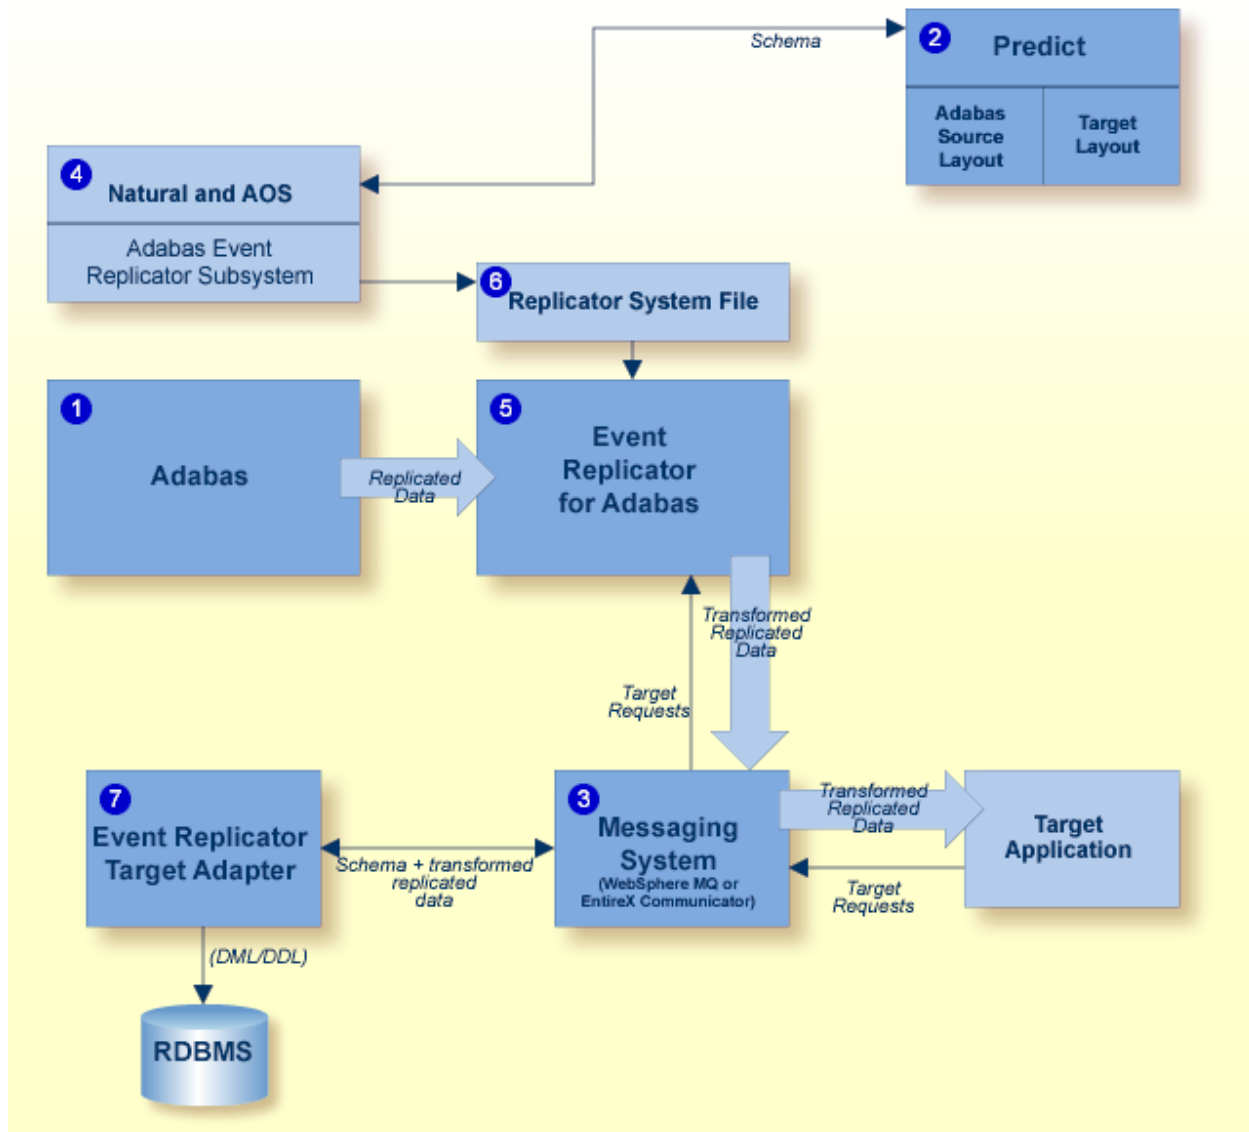 Schema
2
Predict
Adabas
Source
Layout
Target
Layout
4
Natural and AOS
Adabas Event
Replicator Subsystem
6
Replicator System File
1
Adabas
Replicated
Data
5
Event
Replicator
for Adabas
Transformed
Replicated
Data
Target
Requests
7
Event Replicator
Target Adapter
Schema + transformed
replicated
data
3
Messaging
System
(WebSphere MQ or
EntireX Communicator)
Transformed
Replicated
Data
Target
Requests
Target
Application
(DML/DDL)
RDBMS